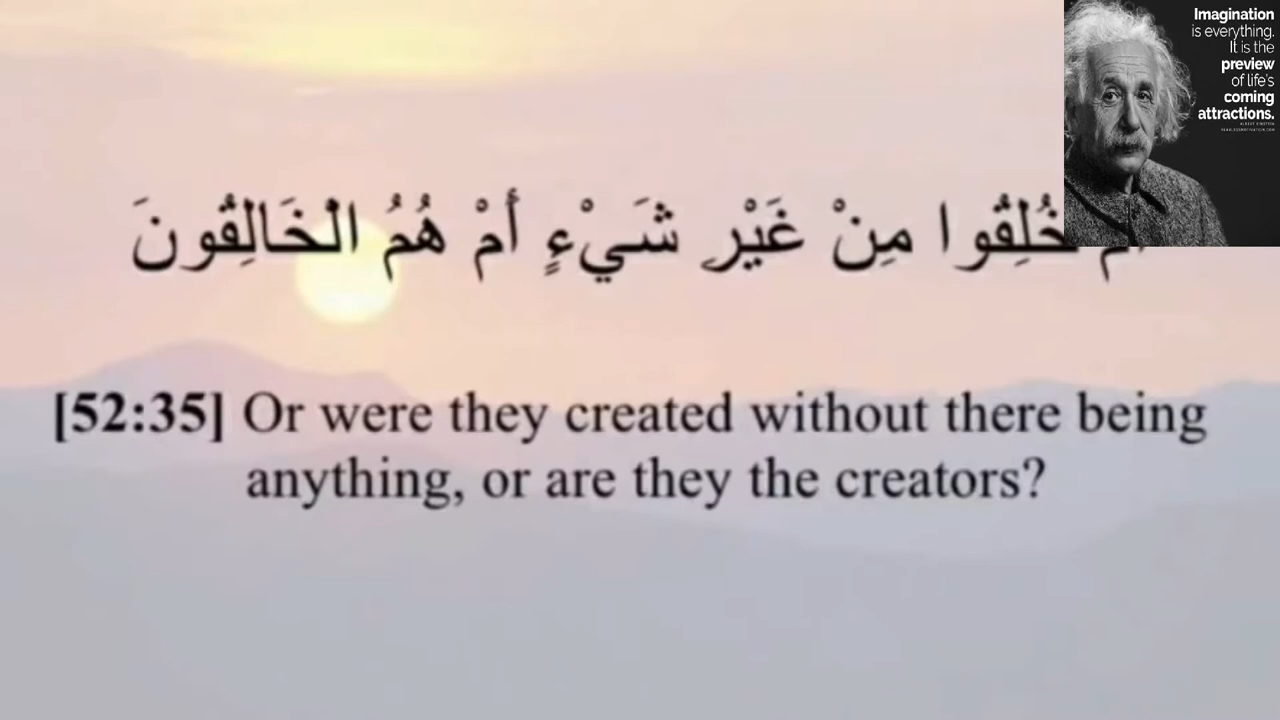 Imagination
is everything.
It is the
preview
of life's
coming
attractions.
خُلِقُوا مِنْ غَيْرِ شَيْءٍ أَمْ هُمُ الْخَالِقُونَ
[52:35] Or were they created without there being
anything, or are they the creators?